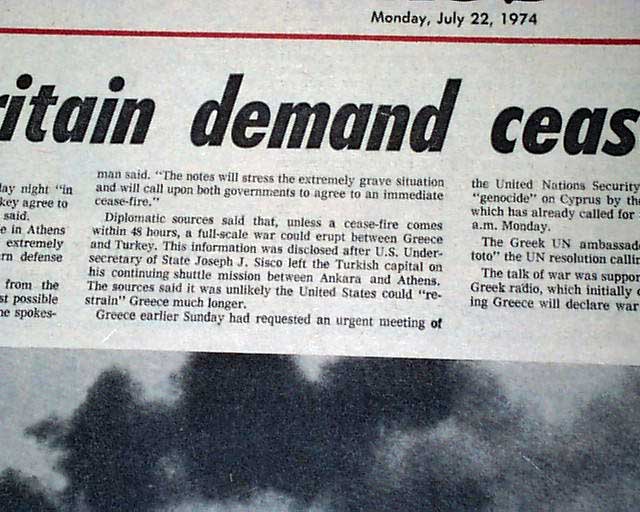 Monday, July 22, 1974
ritain demand ceas
lay night "in
key agree to
said.
e in Athens
extremely
rn defense
from the
st possible
he spokes-
man said. "The notes will stress the extremely grave situation
and will call upon both governments to agree to an immediate
cease-fire."
Diplomatic sources said that, unless a cease-fire comes
within 48 hours, a full-scale war could erupt between Greece
and Turkey. This information was disclosed after U.S. Under-
secretary of State Joseph J. Sisco left the Turkish capital on
his continuing shuttle mission between Ankara and Athens.
The sources said it was unlikely the United States could "re-
strain" Greece much longer.
Greece earlier Sunday had requested an urgent meeting of
the United Nations Security
"genocide" on Cyprus by the
which has already called for
a.m. Monday.
The Greek UN ambassad
toto" the UN resolution callin
The talk of war was suppor
Greek radio, which initially
ing Greece will declare war